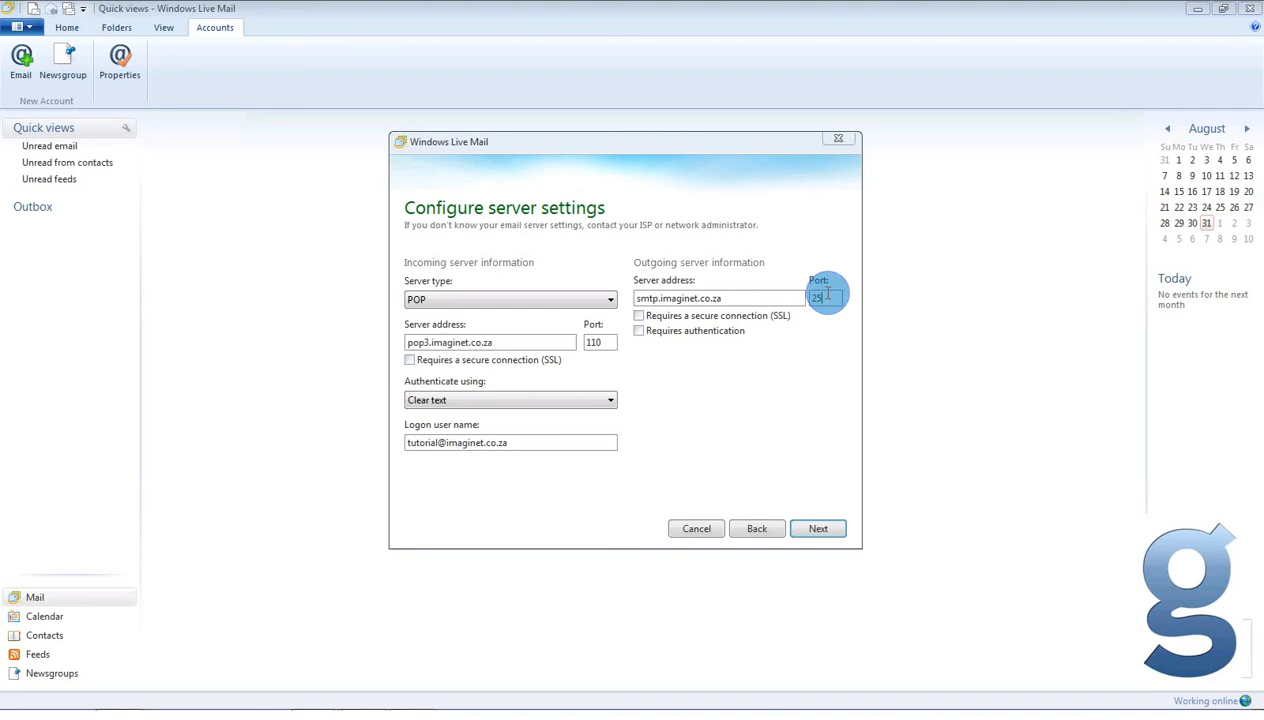 Quick views - Windows Live Mail
Home Folders View Accounts
Email Newsgroup Properties
New Account
Quick views
Unread email
Unread from contacts
Unread feeds
Outbox
Windows Live Mail
Configure server settings
If you don't know your email server settings, contact your ISP or network administrator.
Incoming server information
Server type:
POP
Server address: Port:
pop3.imaginet.co.za 110
Requires a secure connection (SSL)
Authenticate using:
Clear text
Logon user name:
tutorial@imaginet.co.za
Outgoing server information
Server address: Port:
smtp.imaginet.co.za 25
Requires a secure connection (SSL)
Requires authentication
Cancel Back Next
August
Su Mo Tu We Th Fr Sa
31 1 2 3 4 5 6
7 8 9 10 11 12 13
14 15 16 17 18 19 20
21 22 23 24 25 26 27
28 29 30 31 1 2 3
4 5 6 7 8 9 10
Today
No events for the next
month
Mail
Calendar
Contacts
Feeds
Newsgroups
g
Working online